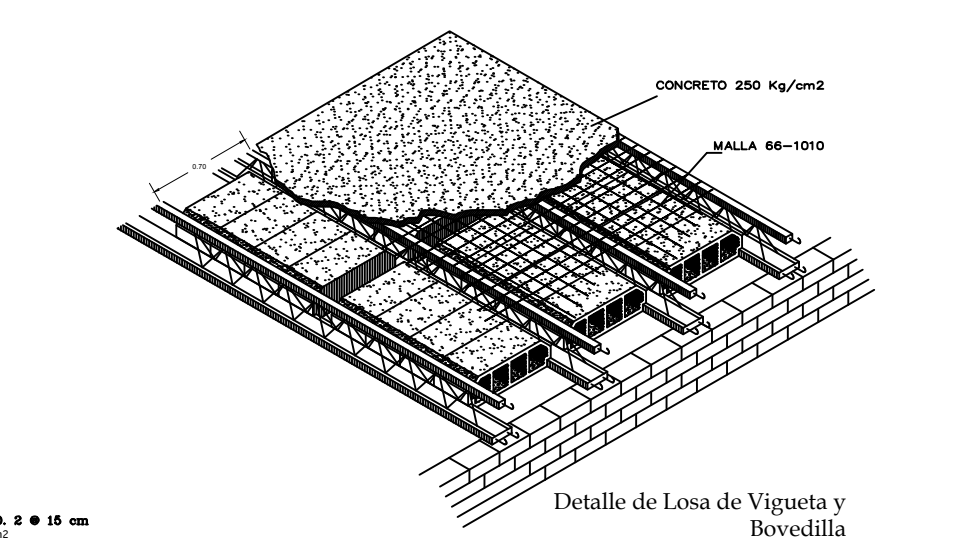 CONCRETO 250 Kg/cm2
MALLA 66-1010
0.70
Detalle de Losa de Vigueta y
Bovedilla
. 2 @ 15 cm